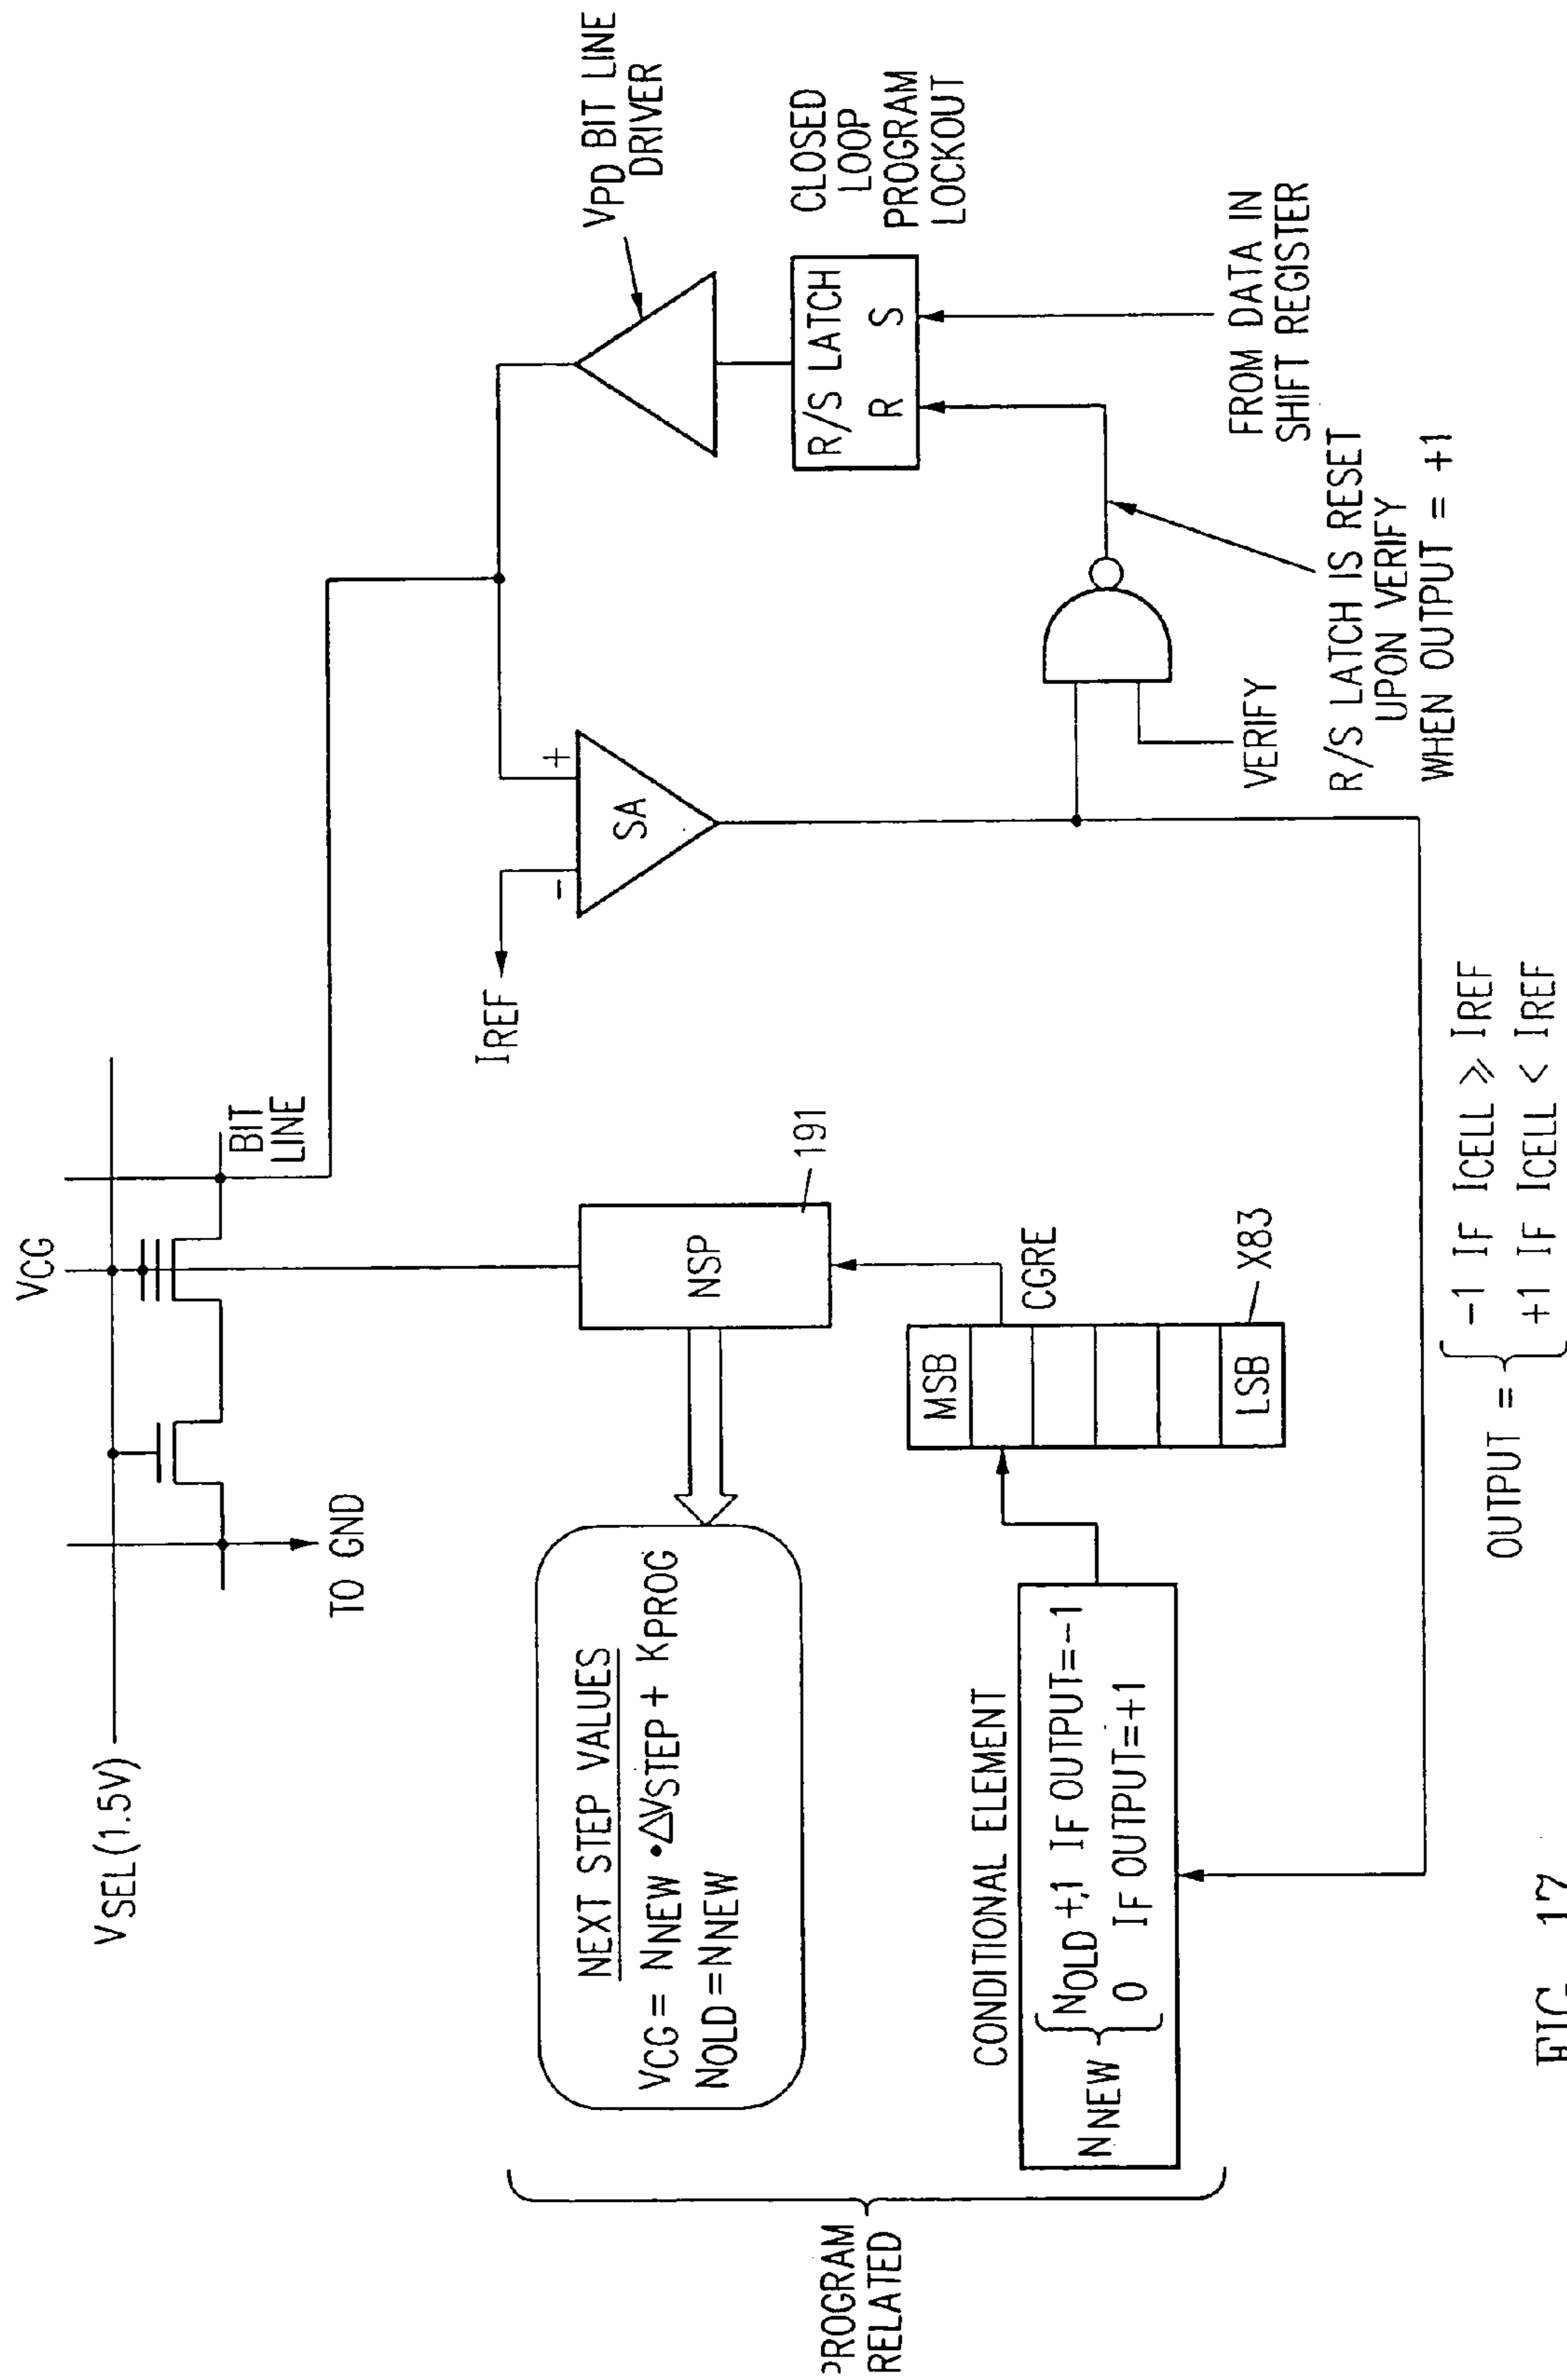 VSEL(1.5V)
VCG
TO GND
BIT
LINE
NEXT STEP VALUES
VCG = NNEW • ΔVSTEP + KPROG
NOLD = NNEW
NSP
191
IREF
-
+
SA
VPD BIT LINE
DRIVER
CLOSED
LOOP
PROGRAM
LOCKOUT
R/S LATCH
R S
PROGRAM
RELATED
CONDITIONAL ELEMENT
NNEW { NOLD +1 IF OUTPUT=-1
0 IF OUTPUT=+1
MSB
LSB
CGRE
X83
VERIFY
FROM DATA IN
SHIFT REGISTER
R/S LATCH IS RESET
UPON VERIFY
WHEN OUTPUT = +1
OUTPUT = { -1 IF ICELL ⩾ IREF
+1 IF ICELL < IREF
FIG. 17